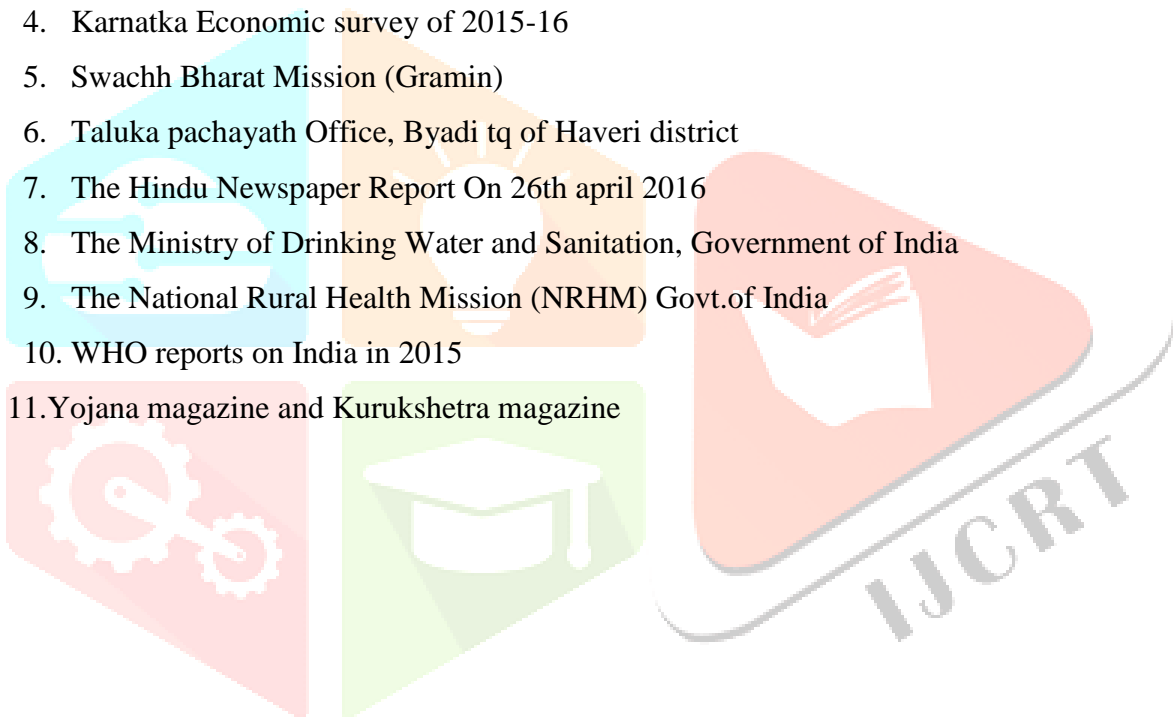 4. Karnatka Economic survey of 2015-16
5. Swachh Bharat Mission (Gramin)
6. Taluka pachayath Office, Byadi tq of Haveri district
7. The Hindu Newspaper Report On 26th april 2016
8. The Ministry of Drinking Water and Sanitation, Government of India
9. The National Rural Health Mission (NRHM) Govt.of India
10. WHO reports on India in 2015
11.Yojana magazine and Kurukshetra magazine
IJCRT